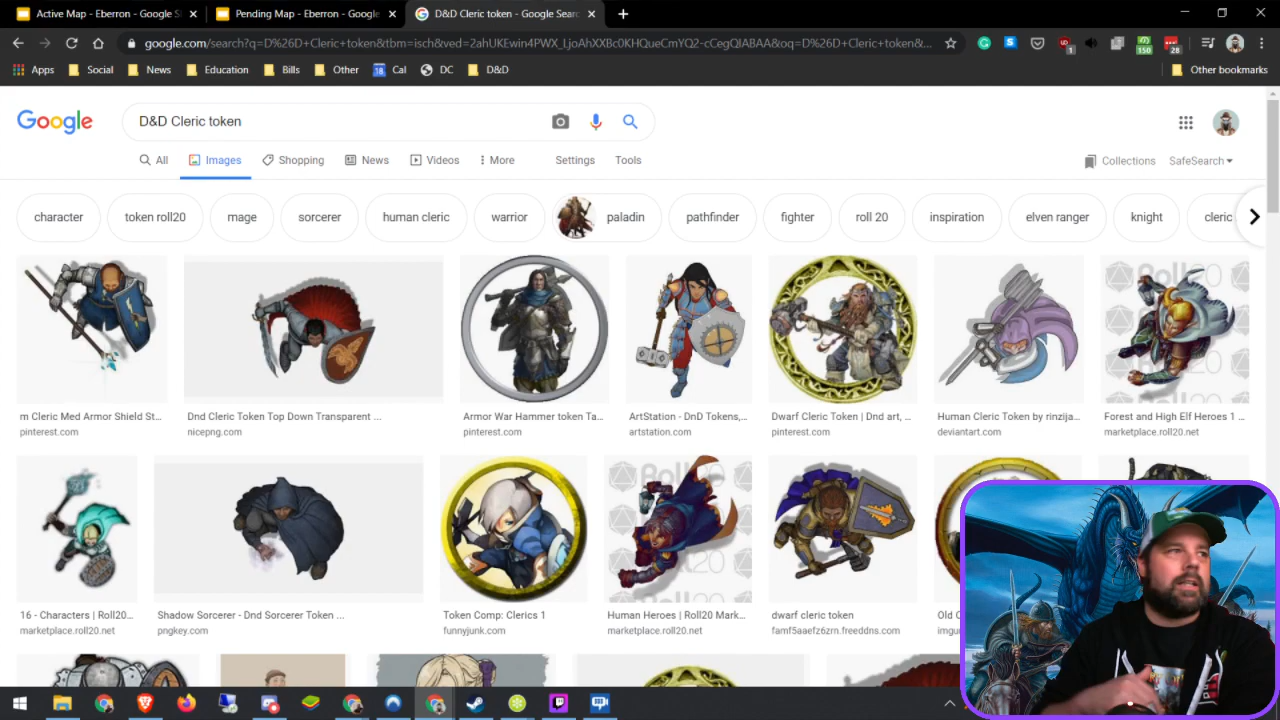 Active Map - Eberron - Google S
Pending Map - Eberron - Google
D&D Cleric token - Google Sear
google.com/search?q=D%26D+Cleric+token&tbm=isch&ved=2ahUKEwin4PWX_LjoAhXXBc0KHQueCmYQ2-cCegQIABAA&oq=D%26D+Cleric+token&...
1
150
28
Apps
Social
News
Education
Bills
Other
18
Cal
DC
D&D
Other bookmarks
Google
D&D Cleric token
All
Images
Shopping
News
Videos
More
Settings
Tools
Collections
SafeSearch
character
token roll20
mage
sorcerer
human cleric
warrior
paladin
pathfinder
fighter
roll 20
inspiration
elven ranger
knight
cleric
m Cleric Med Armor Shield St...
pinterest.com
Dnd Cleric Token Top Down Transparent ...
nicepng.com
Armor War Hammer token Ta...
pinterest.com
ArtStation - DnD Tokens,...
artstation.com
Dwarf Cleric Token | Dnd art, ...
pinterest.com
Human Cleric Token by rinzija...
deviantart.com
Roll20
Forest and High Elf Heroes 1 ...
marketplace.roll20.net
16 - Characters | Roll20...
marketplace.roll20.net
Shadow Sorcerer - Dnd Sorcerer Token ...
pngkey.com
Token Comp: Clerics 1
funnyjunk.com
Human Heroes | Roll20 Mark...
marketplace.roll20.net
dwarf cleric token
famf5aaefz6zrn.freeddns.com
Old C
imgur